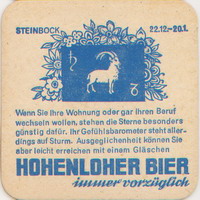 STEINBOCK 22.12.-20.1.
Wenn Sie Ihre Wohnung oder gar Ihren Beruf
wechseln wollen, stehen die Sterne besonders
günstig dafür. Ihr Gefühlsbarometer steht aller-
dings auf Sturm. Ausgeglichenheit können Sie
aber leicht erreichen mit einem Gläschen
HOHENLOHER BIER
immer vorzüglich